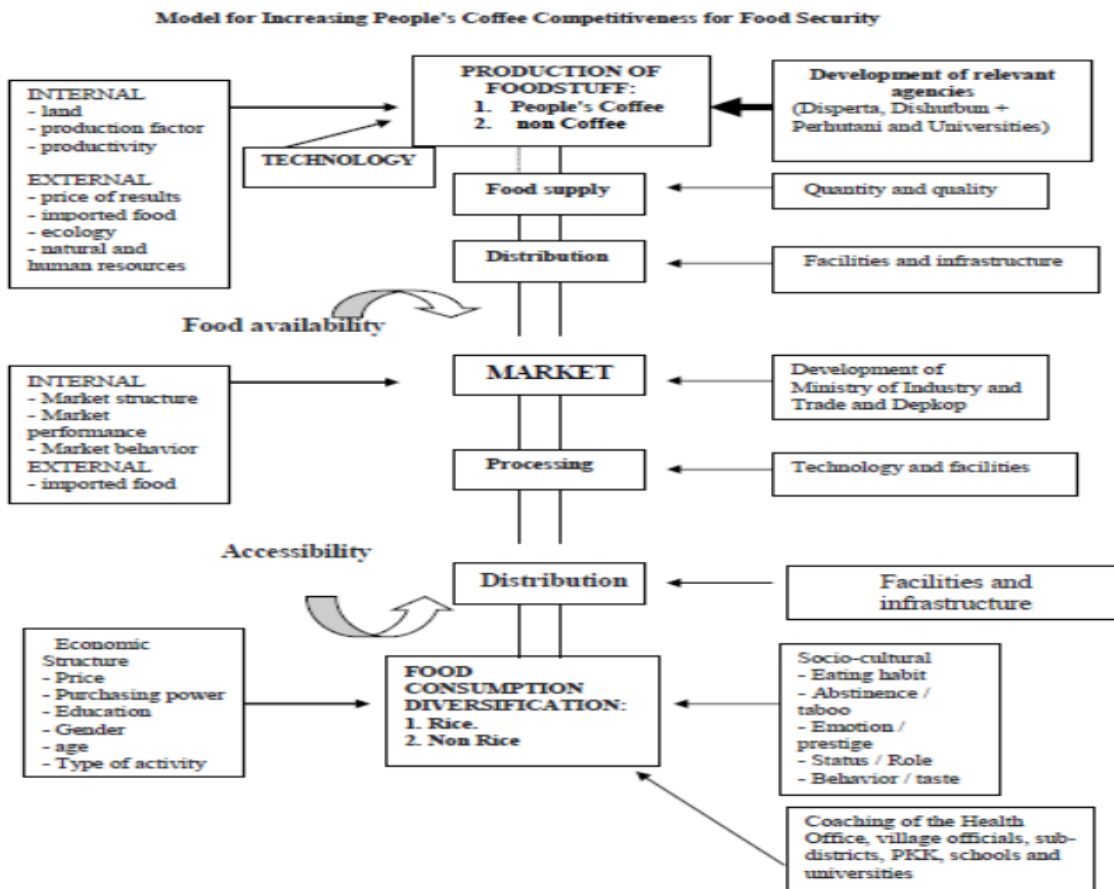 Model for Increasing People's Coffee Competitiveness for Food Security
INTERNAL
- land
- production factor
- productivity
EXTERNAL
- price of results
- imported food
- ecology
- natural and
human resources
TECHNOLOGY
PRODUCTION OF
FOODSTUFF:
1. People's Coffee
2. non Coffee
Development of relevant
agencies
(Disperta, Dishutbun +
Perhutani and Universities)
Food supply
Quantity and quality
Distribution
Facilities and infrastructure
Food availability
INTERNAL
- Market structure
- Market
performance
- Market behavior
EXTERNAL
- imported food
MARKET
Development of
Ministry of Industry and
Trade and Depkop
Processing
Technology and facilities
Accessibility
Distribution
Facilities and
infrastructure
Economic
Structure
- Price
- Purchasing power
- Education
- Gender
- age
- Type of activity
FOOD
CONSUMPTION
DIVERSIFICATION:
1. Rice.
2. Non Rice
Socio-cultural
- Eating habit
- Abstinence /
taboo
- Emotion /
prestige
- Status / Role
- Behavior / taste
Coaching of the Health
Office, village officials, sub-
districts, PKK, schools and
universities